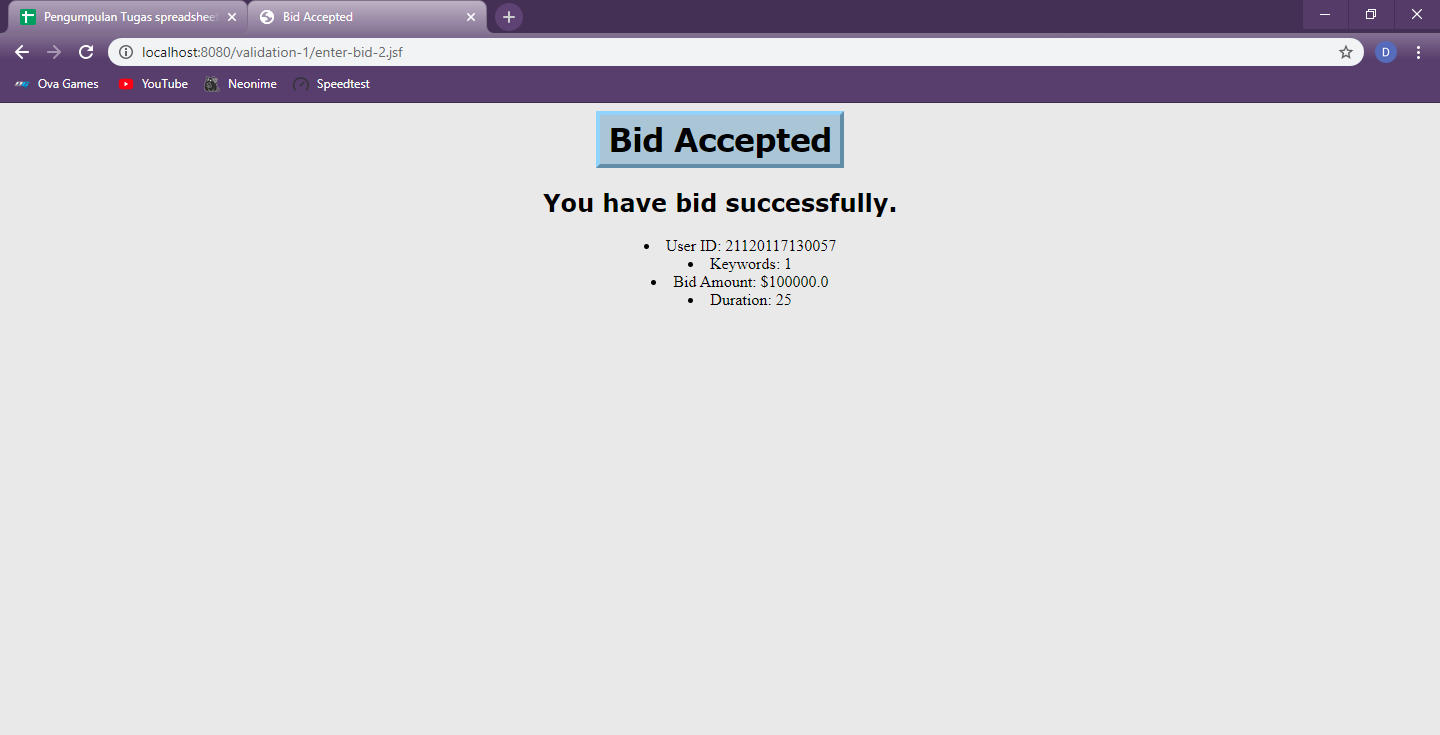 Pengumpulan Tugas spreadsheet
Bid Accepted
localhost:8080/validation-1/enter-bid-2.jsf
D
Ova Games
YouTube
Neonime
Speedtest
Bid Accepted
You have bid successfully.
• User ID: 21120117130057
• Keywords: 1
• Bid Amount: $100000.0
• Duration: 25